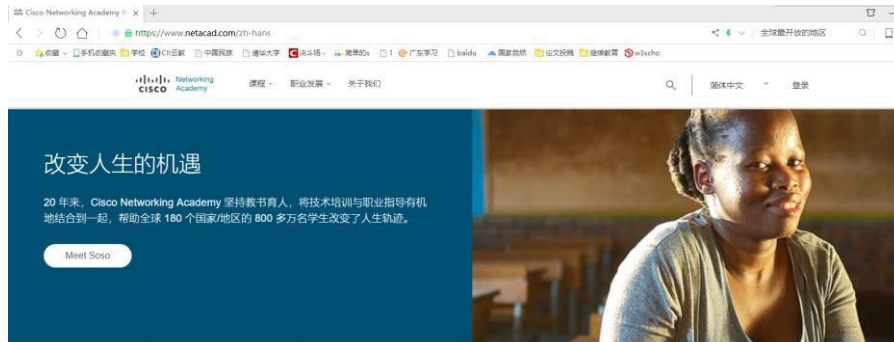 Cisco Networking Academy
https://www.netacad.com/zh-hans
全球最开放的地区
收藏
手机收藏夹
学校
CII云教
中国民族
清华大学
简单的s
1
广东学习
baidu
国家自然
论文投稿
继续教育
w3scho
CISCO
Networking
Academy
课程
职业发展
关于我们
简体中文
登录
改变人生的机遇
20 年来，Cisco Networking Academy 坚持教书育人，将技术培训与职业指导有机
地结合到一起，帮助全球 180 个国家/地区的 800 多万名学生改变了人生轨迹。
Meet Soso